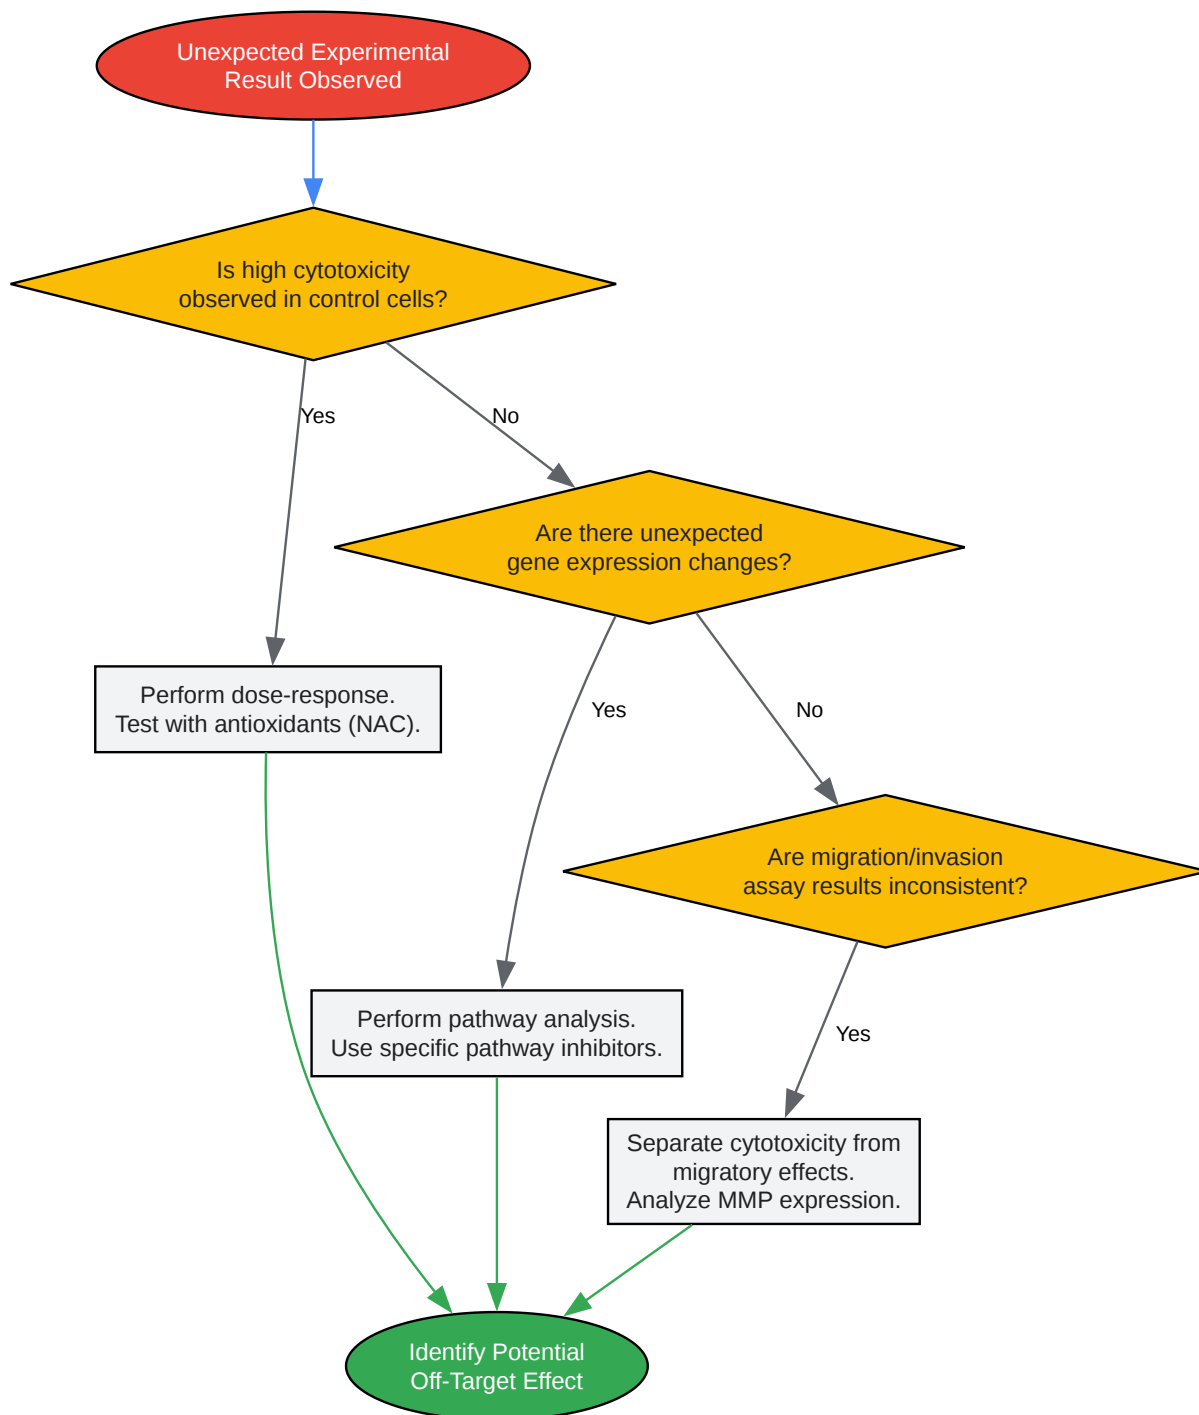 Unexpected Experimental
Result Observed
Is high cytotoxicity
observed in control cells?
Yes
No
Are there unexpected
gene expression changes?
Perform dose-response.
Test with antioxidants (NAC).
Yes
No
Are migration/invasion
assay results inconsistent?
Perform pathway analysis.
Use specific pathway inhibitors.
Yes
Separate cytotoxicity from
migratory effects.
Analyze MMP expression.
Identify Potential
Off-Target Effect